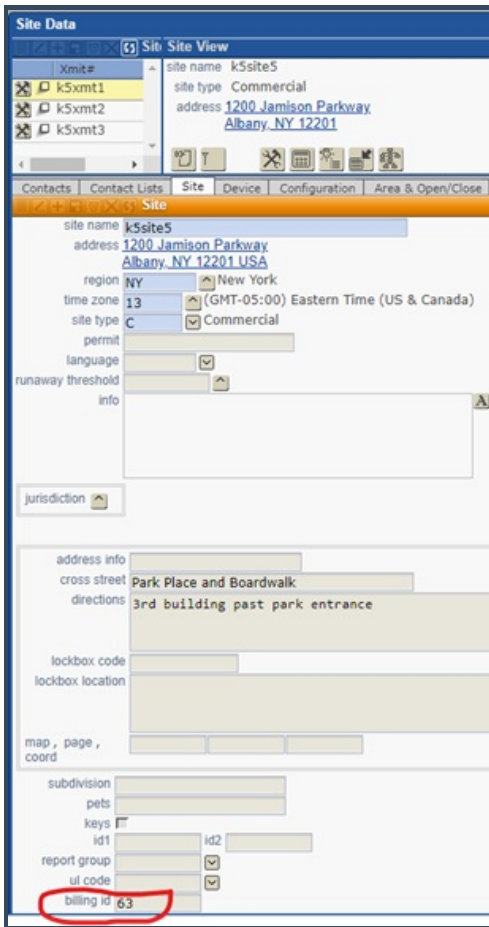 Site Data
Site View
Xmit# site name k5site5
k5xmt1 site type Commercial
k5xmt2 address 1200 Jamison Parkway
k5xmt3 Albany, NY 12201
Contacts Contact Lists Site Device Configuration Area & Open/Close
Site
site name k5site5
address 1200 Jamison Parkway
Albany, NY 12201 USA
region NY New York
time zone 13 (GMT-05:00) Eastern Time (US & Canada)
site type C Commercial
permit
language
runaway threshold
info A
jurisdiction
address info
cross street Park Place and Boardwalk
directions 3rd building past park entrance
lockbox code
lockbox location
map , page ,
coord
subdivision
pets
keys
id1 id2
report group
ul code
billing id 63